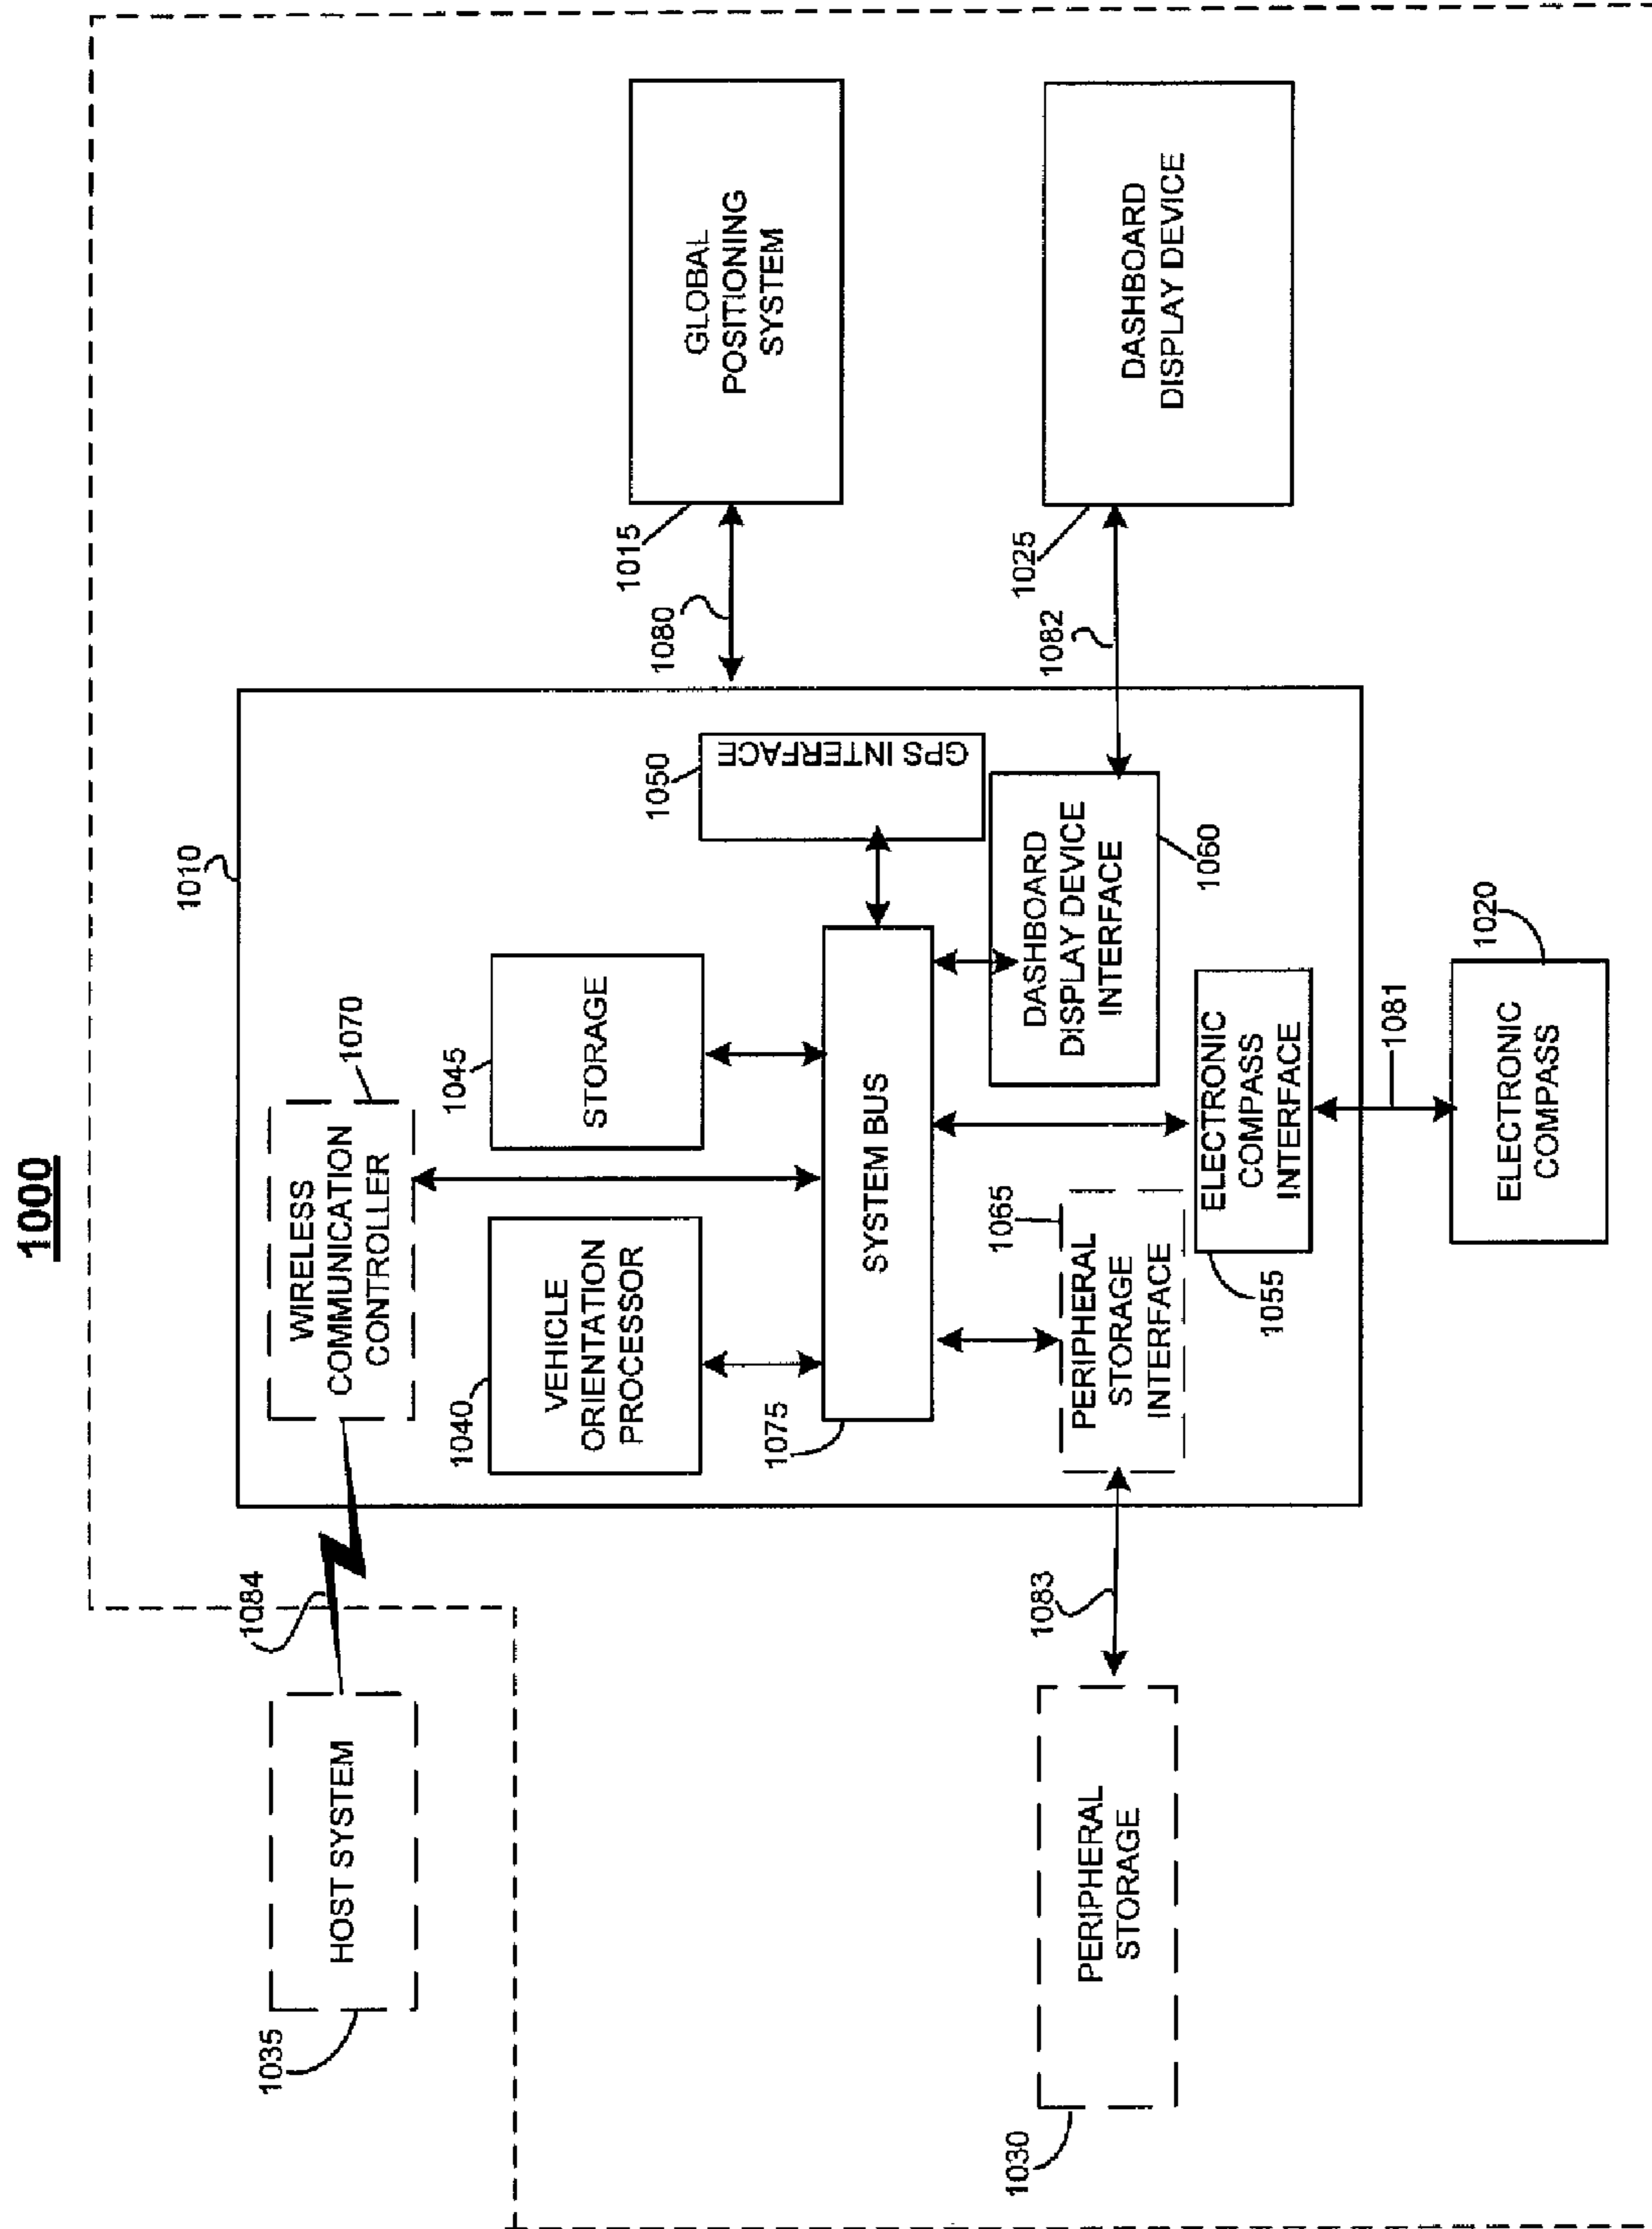 1000
1035
HOST SYSTEM
1084
WIRELESS
COMMUNICATION
CONTROLLER
1070
1010
1040
VEHICLE
ORIENTATION
PROCESSOR
1045
STORAGE
1075
SYSTEM BUS
1050
GPS INTERFACE
1080
1015
GLOBAL
POSITIONING
SYSTEM
1030
PERIPHERAL
STORAGE
1083
PERIPHERAL
STORAGE
INTERFACE
1065
DASHBOARD
DISPLAY DEVICE
INTERFACE
1060
1082
1025
DASHBOARD
DISPLAY DEVICE
1055
ELECTRONIC
COMPASS
INTERFACE
1081
ELECTRONIC
COMPASS
1020